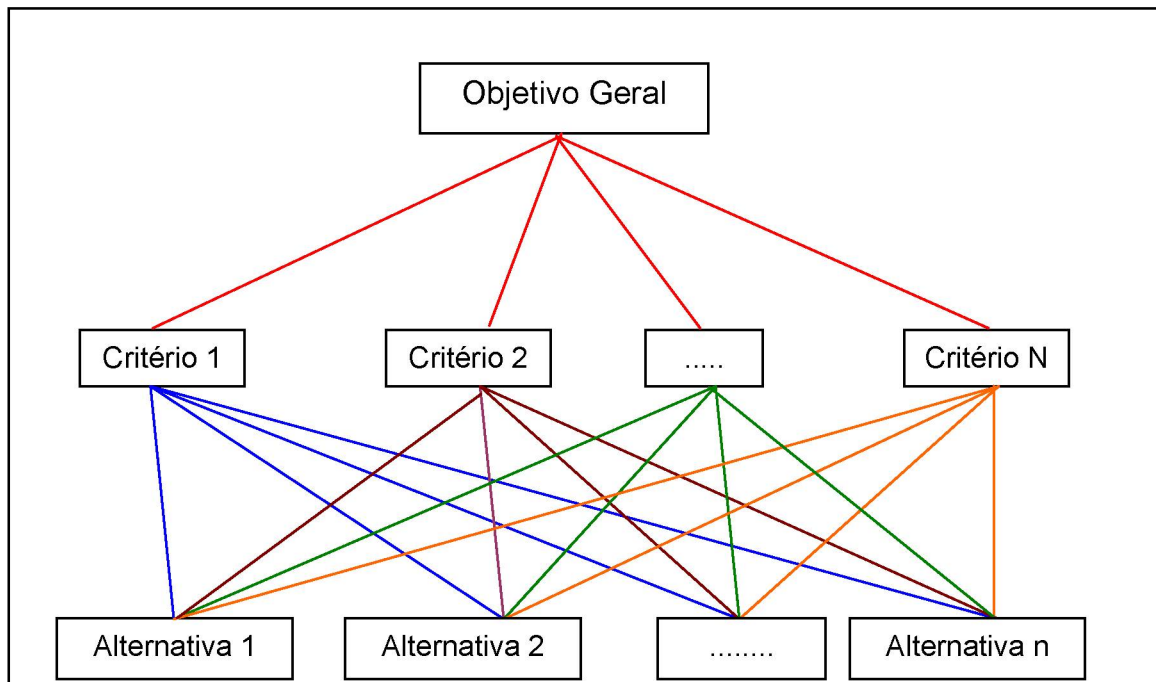 Objetivo Geral
Critério 1
Critério 2
.....
Critério N
Alternativa 1
Alternativa 2
........
Alternativa n